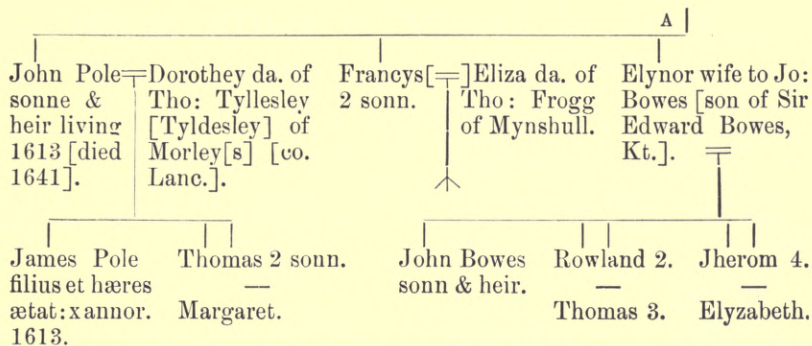 A
John Pole
sonne &
heir living
1613 [died
1641].
Dorothey da. of
Tho: Tyllesley
[Tyldesley] of
Morley[s] [co.
Lanc.].
Francys[
2 sonn.
]Eliza da. of
Tho: Frogg
of Mynshull.
Elynor wife to Jo:
Bowes [son of Sir
Edward Bowes,
Kt.].
James Pole
filius et hæres
ætat: x annor.
1613.
Thomas 2 sonn.
—
Margaret.
John Bowes
sonn & heir.
Rowland 2.
—
Thomas 3.
Jherom 4.
—
Elyzabeth.